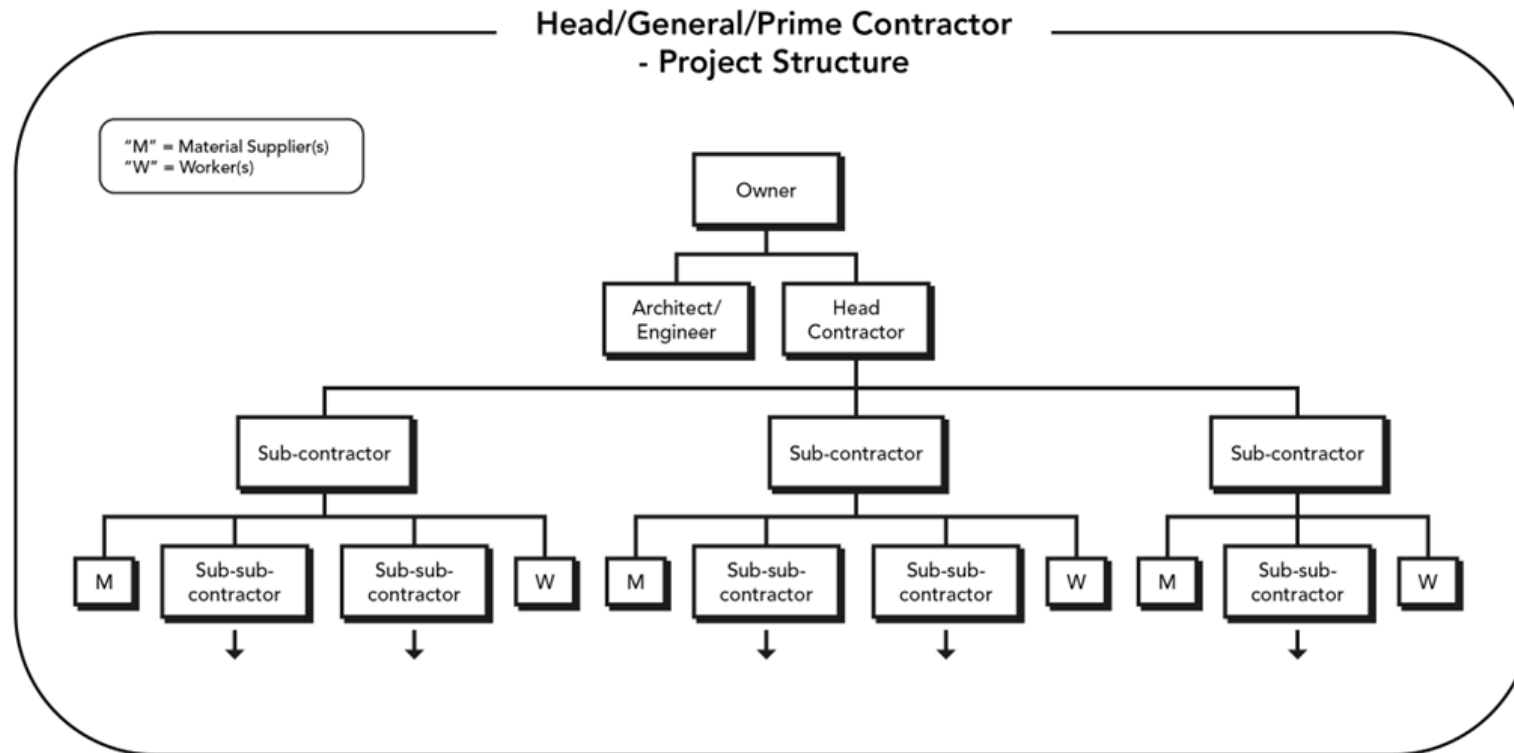 Head/General/Prime Contractor
- Project Structure
"M" = Material Supplier(s)
"W" = Worker(s)
Owner
Architect/
Engineer
Head
Contractor
Sub-contractor
Sub-contractor
Sub-contractor
M
Sub-sub-
contractor
Sub-sub-
contractor
W
M
Sub-sub-
contractor
Sub-sub-
contractor
W
M
Sub-sub-
contractor
W